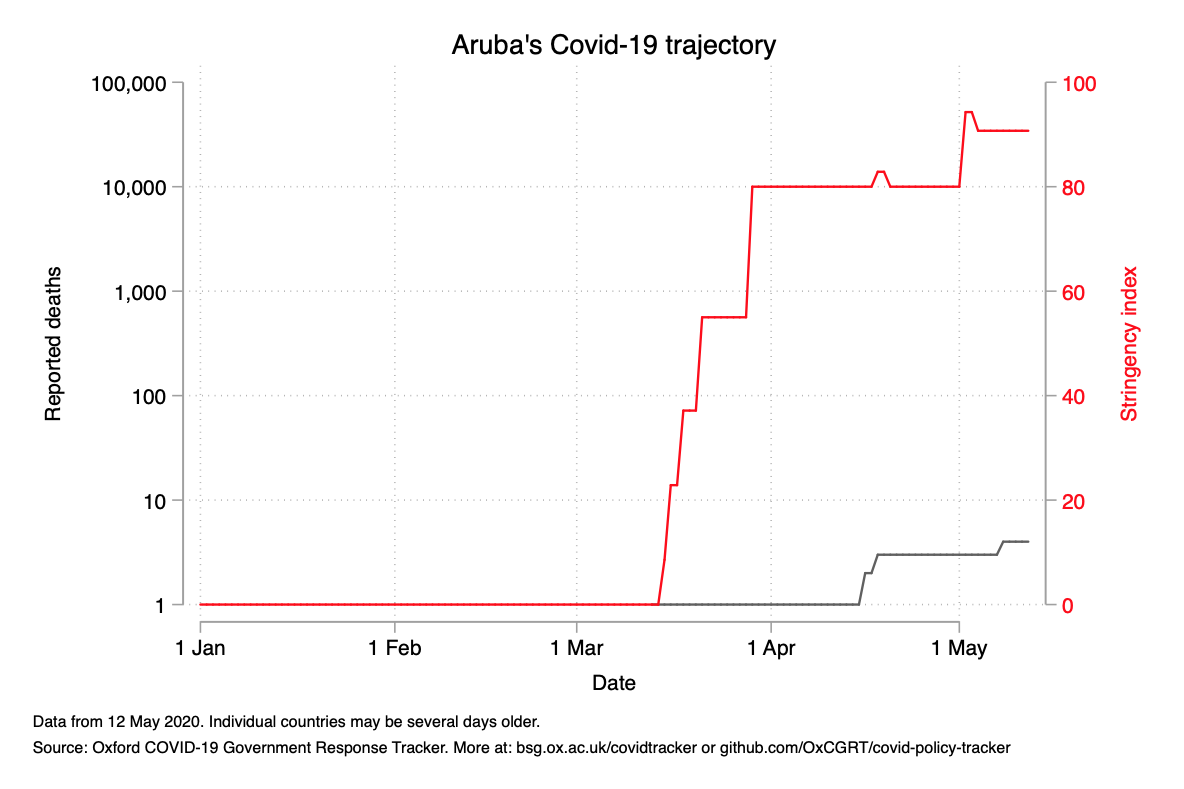 Aruba's Covid-19 trajectory
100,000
10,000
1,000
100
10
1
Reported deaths
100
80
60
40
20
0
Stringency index
1 Jan
1 Feb
1 Mar
1 Apr
1 May
Date
Data from 12 May 2020. Individual countries may be several days older.
Source: Oxford COVID-19 Government Response Tracker. More at: bsg.ox.ac.uk/covidtracker or github.com/OxCGRT/covid-policy-tracker